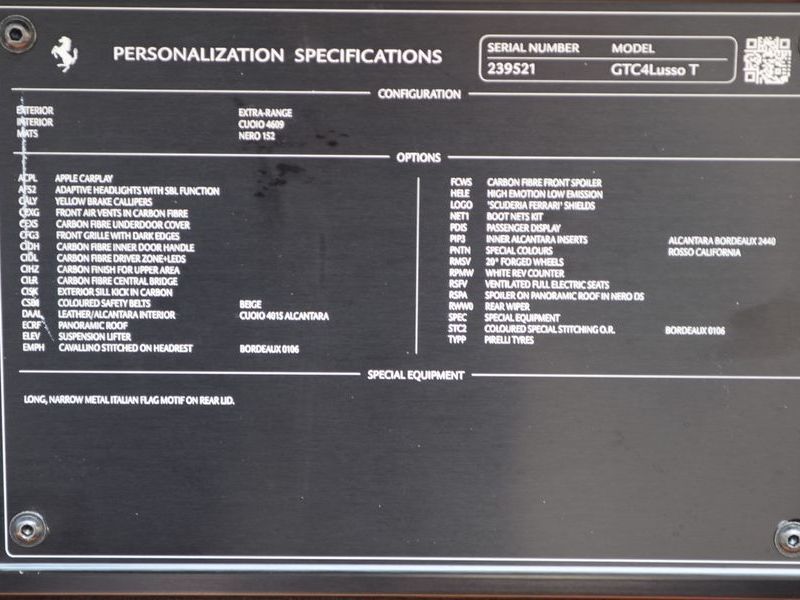 PERSONALIZATION SPECIFICATIONS
SERIAL NUMBER MODEL
239521 GTC4Lusso T
CONFIGURATION
EXTERIOR EXTRA-RANGE
INTERIOR CUOIO 4609
MATS NERO 152
OPTIONS
ACPL APPLE CARPLAY
AFS2 ADAPTIVE HEADLIGHTS WITH SBL FUNCTION
CALY YELLOW BRAKE CALLIPERS
CEXG FRONT AIR VENTS IN CARBON FIBRE
CEXS CARBON FIBRE UNDERDOOR COVER
CFG3 FRONT GRILLE WITH DARK EDGES
CIDH CARBON FIBRE INNER DOOR HANDLE
CIDL CARBON FIBRE DRIVER ZONE+LEDS
CIHZ CARBON FINISH FOR UPPER AREA
CILR CARBON FIBRE CENTRAL BRIDGE
CISK EXTERIOR SILL KICK IN CARBON
CSB1 COLOURED SAFETY BELTS BEIGE
DAAL LEATHER/ALCANTARA INTERIOR CUOIO 4015 ALCANTARA
ECRF PANORAMIC ROOF
ELEV SUSPENSION LIFTER
EMPH CAVALLINO STITCHED ON HEADREST BORDEAUX 0106
FCWS CARBON FIBRE FRONT SPOILER
HELE HIGH EMOTION LOW EMISSION
LOGO 'SCUDERIA FERRARI' SHIELDS
NET1 BOOT NETS KIT
PDIS PASSENGER DISPLAY
PIP3 INNER ALCANTARA INSERTS ALCANTARA BORDEAUX 2440
PNTN SPECIAL COLOURS ROSSO CALIFORNIA
RMSV 20" FORGED WHEELS
RPMW WHITE REV COUNTER
RSFV VENTILATED FULL ELECTRIC SEATS
RSPA SPOILER ON PANORAMIC ROOF IN NERO DS
RWW0 REAR WIPER
SPEC SPECIAL EQUIPMENT
STC2 COLOURED SPECIAL STITCHING O.R. BORDEAUX 0106
TYPP PIRELLI TYRES
SPECIAL EQUIPMENT
LONG, NARROW METAL ITALIAN FLAG MOTIF ON REAR LID.